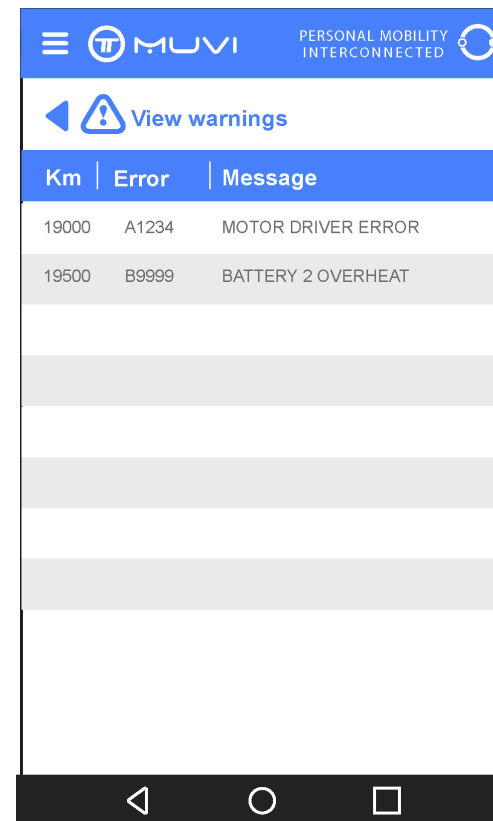 MUVI
PERSONAL MOBILITY
INTERCONNECTED
View warnings
Km Error Message
19000 A1234 MOTOR DRIVER ERROR
19500 B9999 BATTERY 2 OVERHEAT